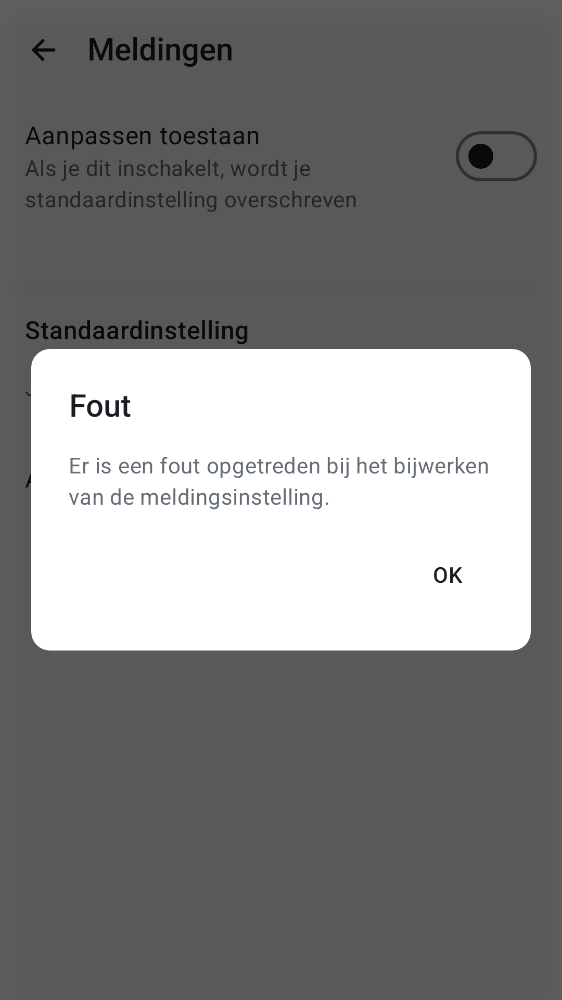 Meldingen
Aanpassen toestaan
Als je dit inschakelt, wordt je
standaardinstelling overschreven
Standaardinstelling
Fout
Er is een fout opgetreden bij het bijwerken
van de meldingsinstelling.
OK